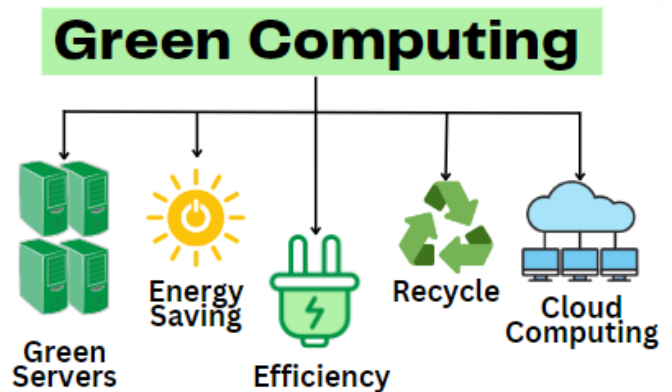 Green Computing
Green
Servers
Energy
Saving
Efficiency
Recycle
Cloud
Computing